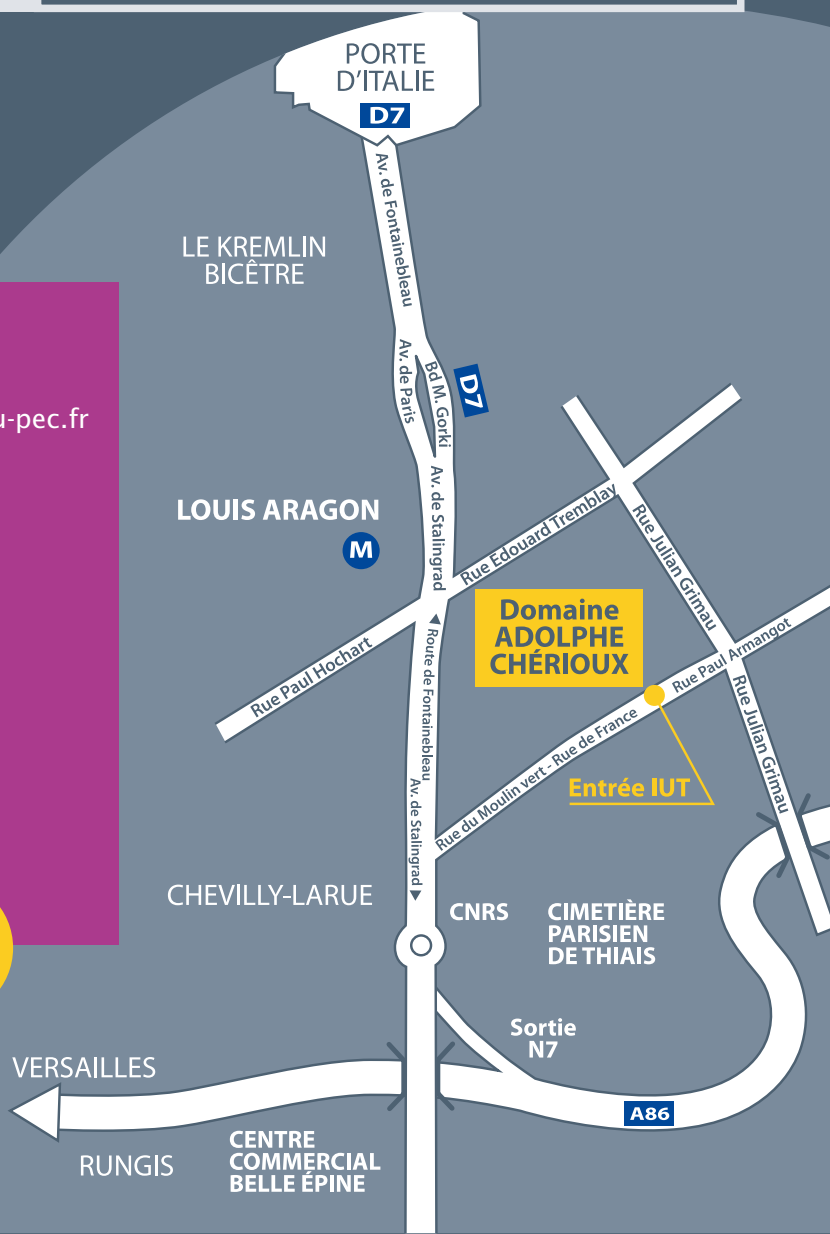 PORTE
D'ITALIE
D7
Av. de Fontainebleau
LE KREMLIN
BICÊTRE
Av. de Paris
Bd M. Gorki
D7
u-pec.fr
LOUIS ARAGON
M
Av. de Stalingrad
Rue Edouard Tremblay
Rue Julian Grimau
Domaine
ADOLPHE
CHÉRIOUX
Rue Paul Hochart
Route de Fontainebleau
Rue Paul Armangot
Rue Julian Grimau
Rue du Moulin vert - Rue de France
Entrée IUT
Av. de Stalingrad
CHEVILLY-LARUE
CNRS
CIMETIÈRE
PARISIEN
DE THIAIS
Sortie
N7
VERSAILLES
A86
RUNGIS
CENTRE
COMMERCIAL
BELLE ÉPINE